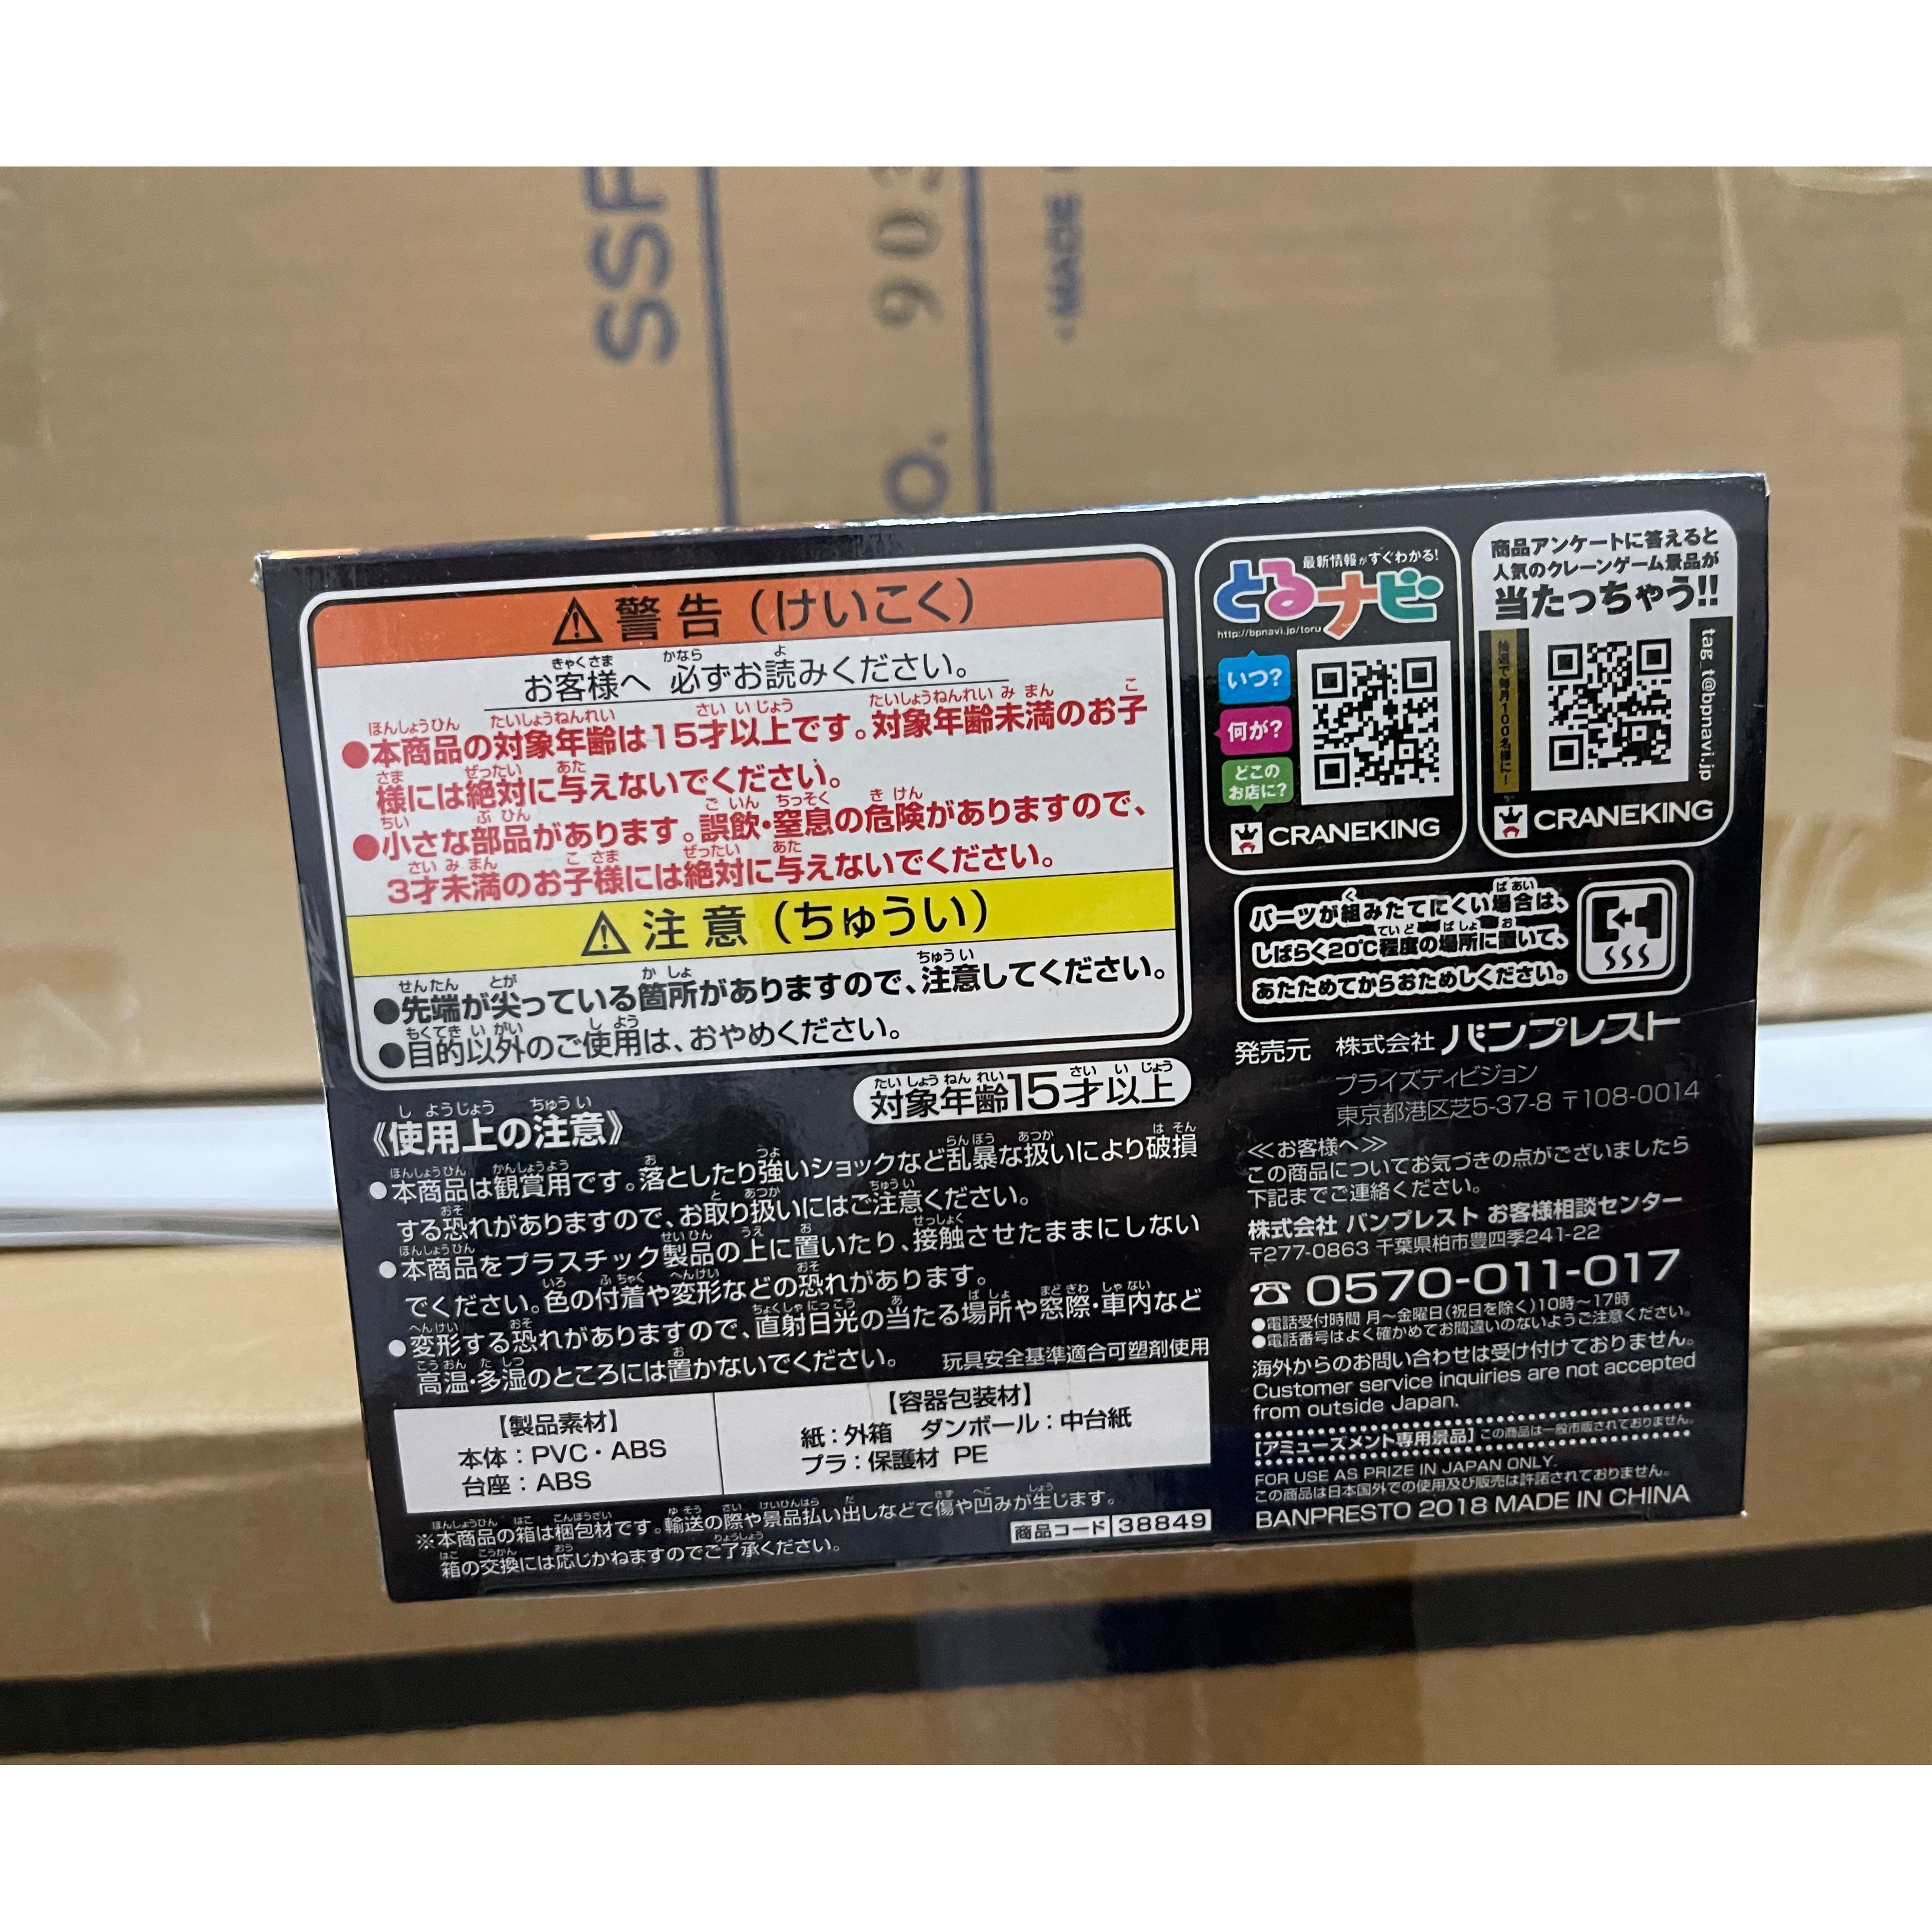 SSF
903
O.
MADE
⚠警告(けいこく)
お客様へ 必ずお読みください。
●本商品の対象年齢は15才以上です。対象年齢未満のお子
様には絶対に与えないでください。
●小さな部品があります。誤飲・窒息の危険がありますので、
3才未満のお子様には絶対に与えないでください。
⚠注意(ちゅうい)
●先端が尖っている箇所がありますので、注意してください。
●目的以外のご使用は、おやめください。
対象年齢15才以上
《使用上の注意》
●本商品は観賞用です。落としたり強いショックなど乱暴な扱いにより破損
する恐れがありますので、お取り扱いにはご注意ください。
●本商品をプラスチック製品の上に置いたり、接触させたままにしない
でください。色の付着や変形などの恐れがあります。
●変形する恐れがありますので、直射日光の当たる場所や窓際・車内など
高温・多湿のところには置かないでください。
玩具安全基準適合可塑剤使用
【製品素材】
本体：PVC・ABS
台座：ABS
【容器包装材】
紙：外箱 ダンボール：中台紙
プラ：保護材 PE
※本商品の箱は梱包材です。輸送の際や景品払い出しなどで傷や凹みが生じます。
箱の交換には応じかねますのでご了承ください。
商品コード 38849
最新情報がすぐわかる!
とるナビ
http://bpnavi.jp/toru
いつ?
何が?
どこの
お店に?
CRANEKING
商品アンケートに答えると
人気のクレーンゲーム景品が
当たっちゃう!!
抽選で毎月100名様に!
tag_t@bpnavi.jp
CRANEKING
パーツが組みたてにくい場合は、
しばらく20℃程度の場所に置いて、
あたためてからおためしください。
発売元 株式会社 バンプレスト
プライズディビジョン
東京都港区芝5-37-8 〒108-0014
≪お客様へ≫
この商品についてお気づきの点がございましたら
下記までご連絡ください。
株式会社 バンプレスト お客様相談センター
〒277-0863 千葉県柏市豊四季241-22
☎0570-011-017
●電話受付時間 月〜金曜日(祝日を除く)10時〜17時
●電話番号はよく確かめてお間違いのないようご注意ください。
海外からのお問い合わせは受け付けておりません。
Customer service inquiries are not accepted
from outside Japan.
[アミューズメント専用景品] この商品は一般市販されておりません。
FOR USE AS PRIZE IN JAPAN ONLY.
この商品は日本国外での使用及び販売は許諾されておりません。
BANPRESTO 2018 MADE IN CHINA